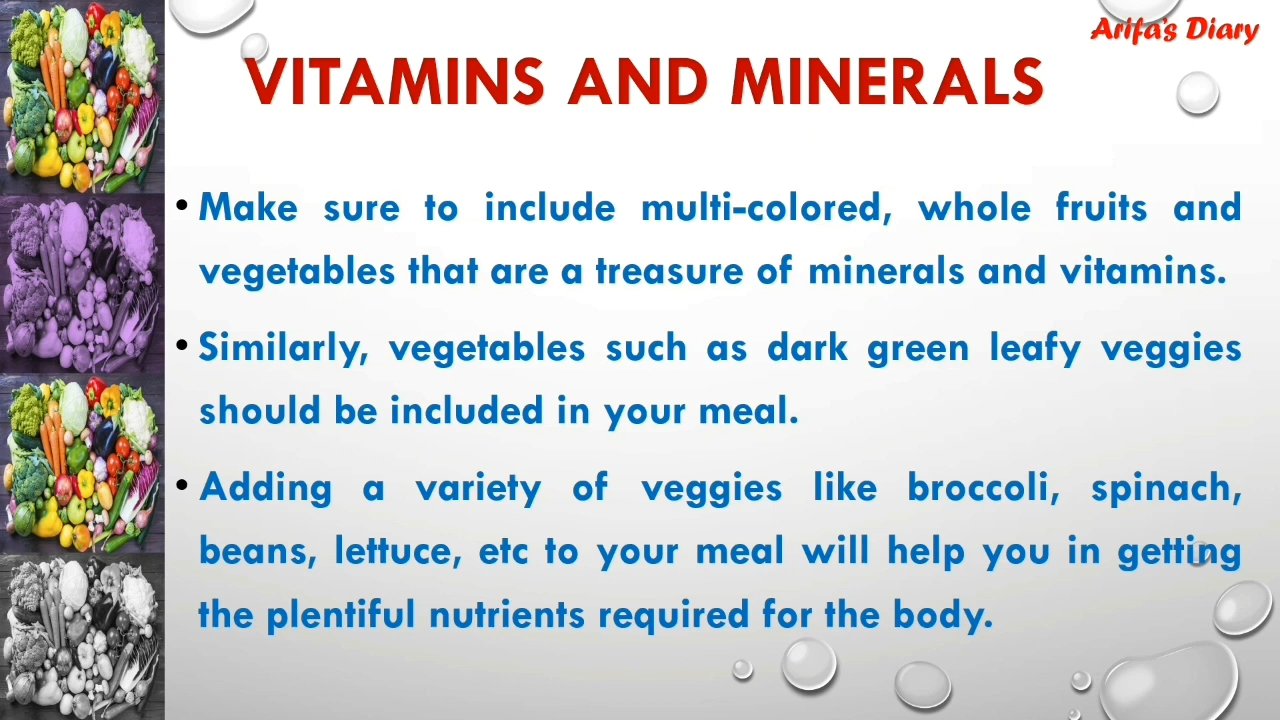 Arifa's Diary
VITAMINS AND MINERALS
• Make sure to include multi-colored, whole fruits and
vegetables that are a treasure of minerals and vitamins.
• Similarly, vegetables such as dark green leafy veggies
should be included in your meal.
• Adding a variety of veggies like broccoli, spinach,
beans, lettuce, etc to your meal will help you in getting
the plentiful nutrients required for the body.